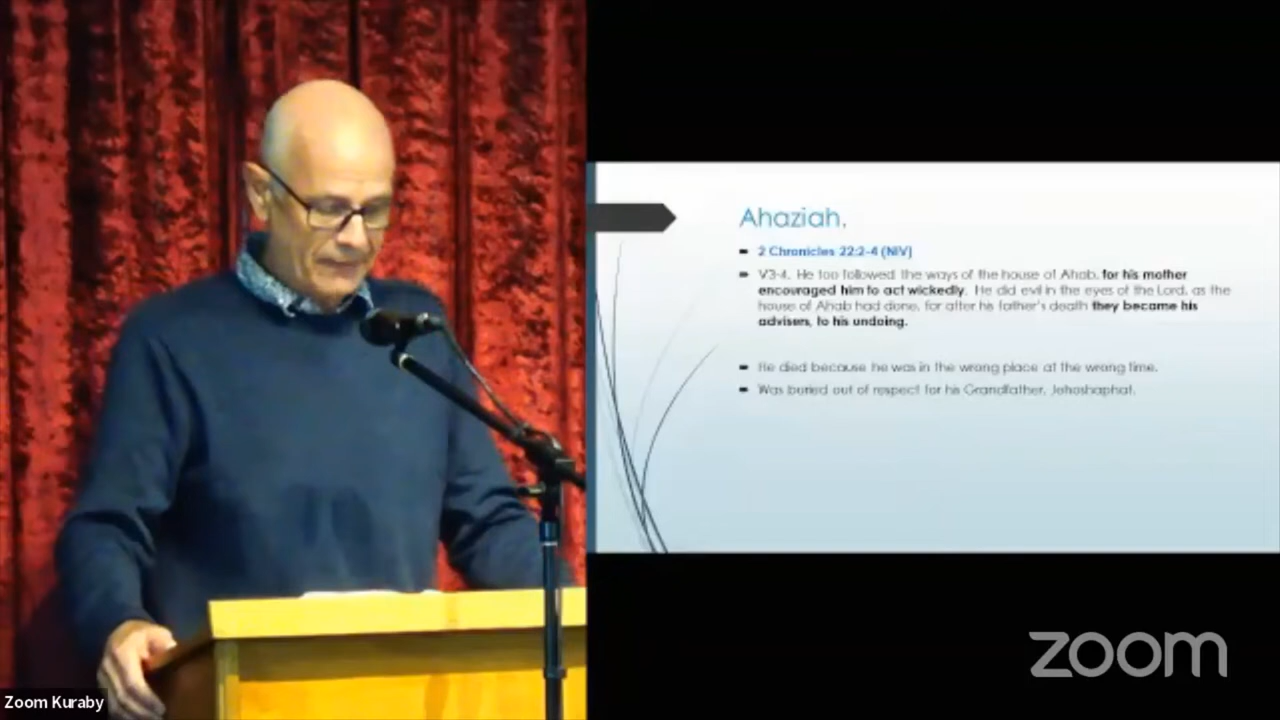 Ahaziah.
2 Chronicles 22:2-4 (NIV)
V3-4. He too followed the ways of the house of Ahab, for his mother
encouraged him to act wickedly. He did evil in the eyes of the Lord, as the
house of Ahab had done, for after his father's death they became his
advisers, to his undoing.
He died because he was in the wrong place at the wrong time.
Was buried out of respect for his Grandfather, Jehoshaphat.
zoom
Zoom Kuraby